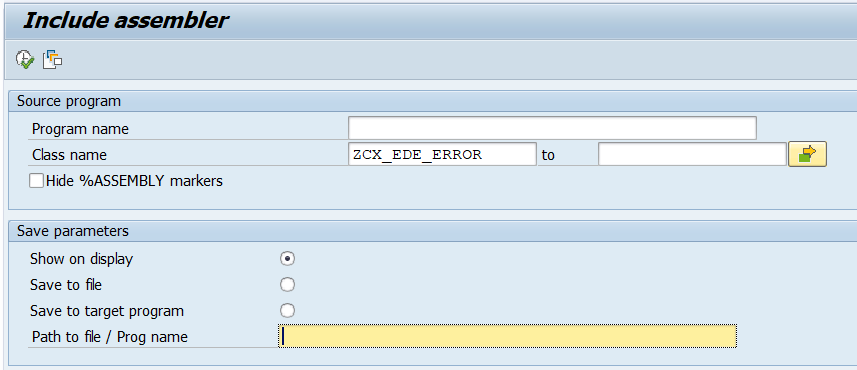 Include assembler
Source program
Program name
Class name ZCX_EDE_ERROR to
Hide %ASSEMBLY markers
Save parameters
Show on display
Save to file
Save to target program
Path to file / Prog name